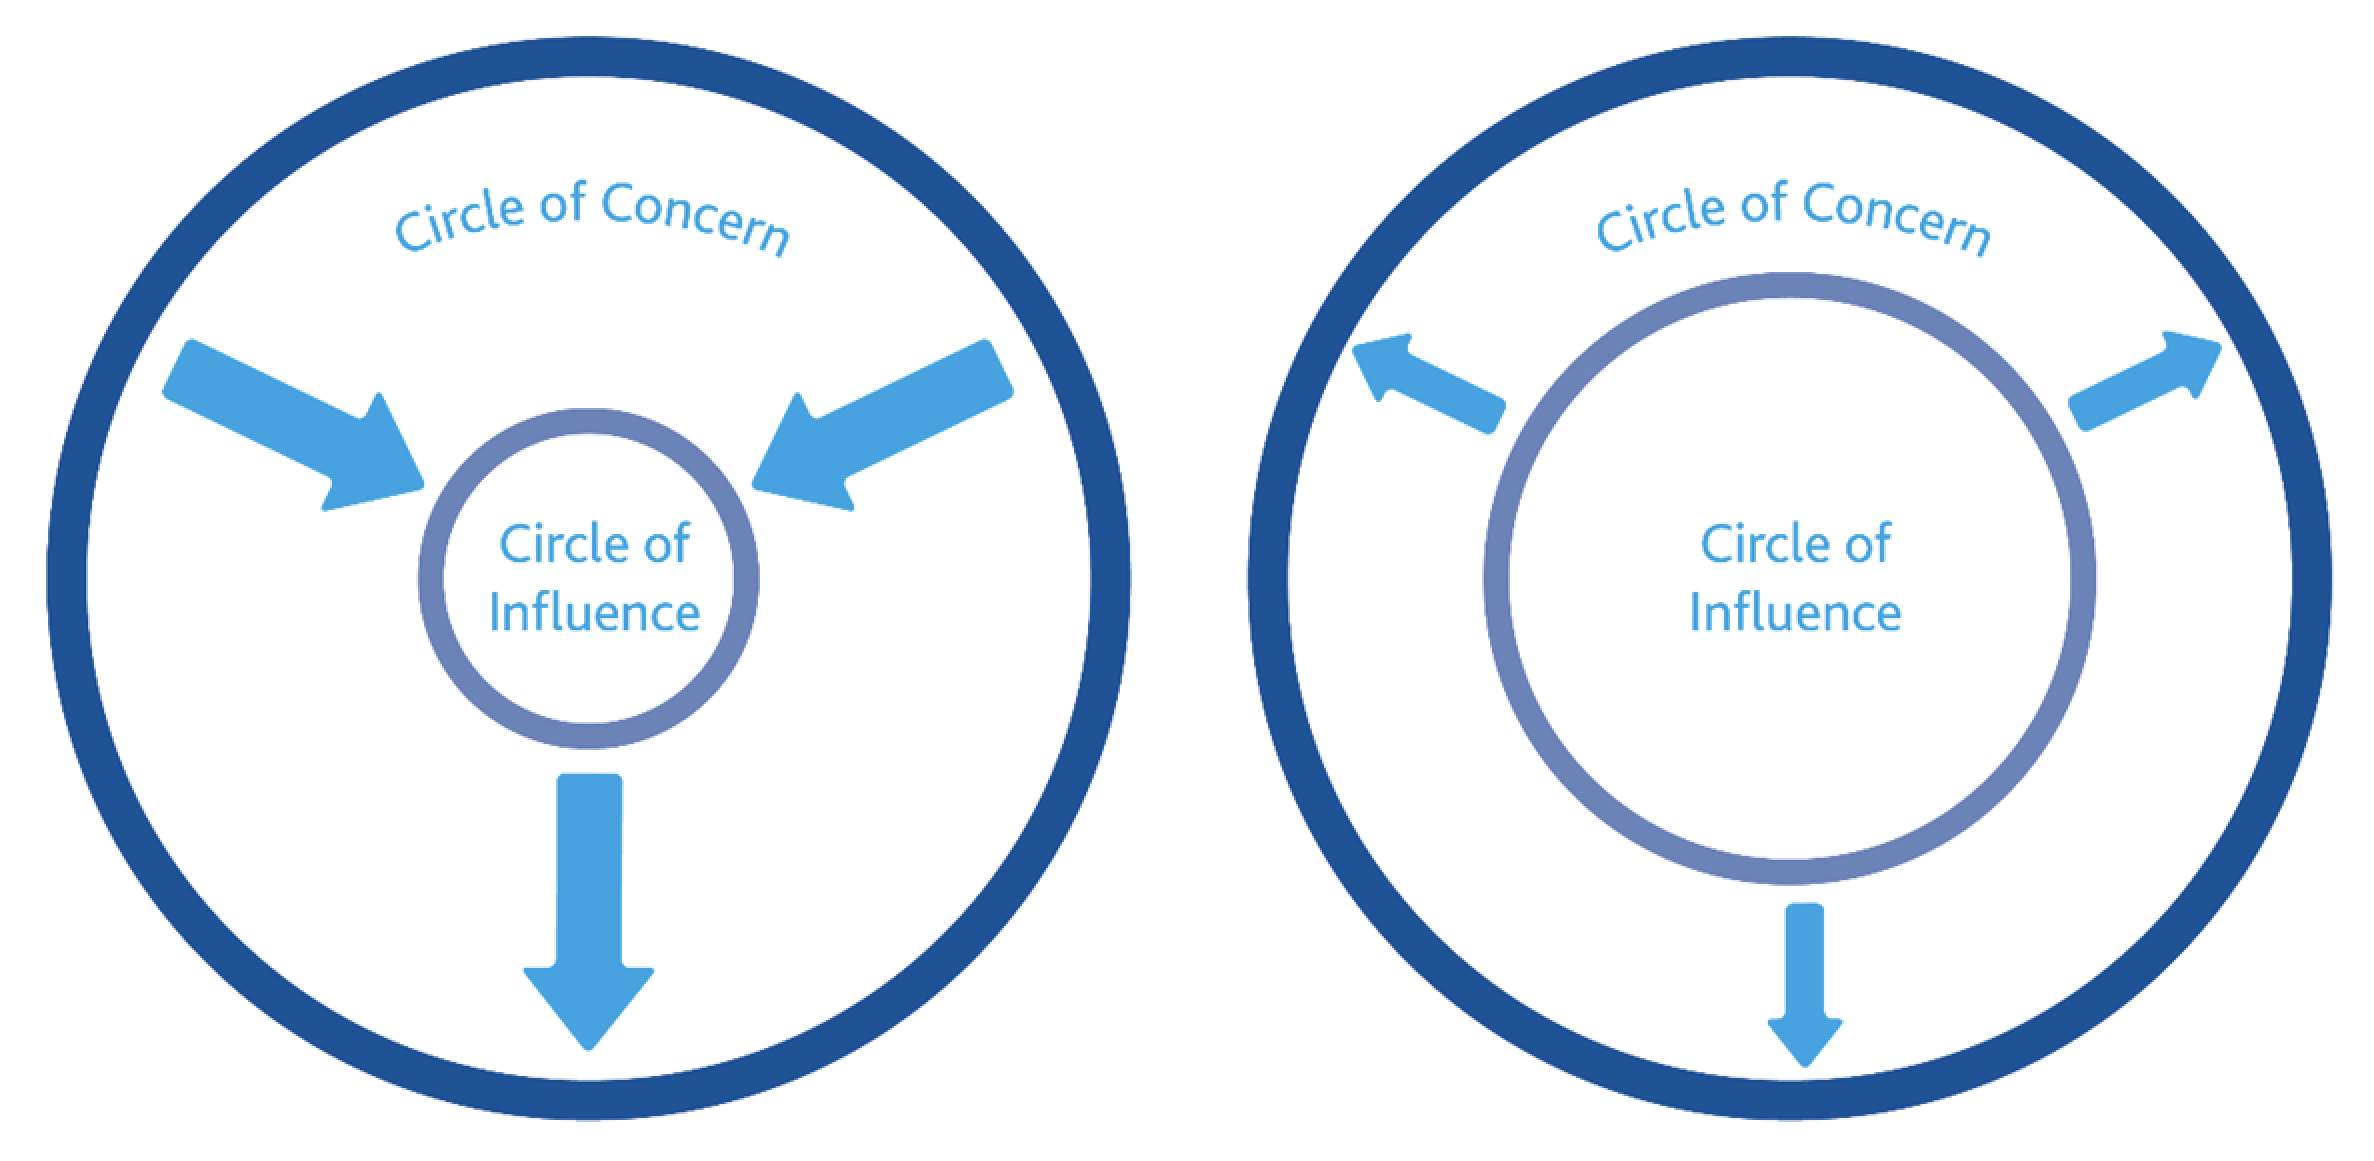 Circle of Concern
Circle of
Influence
Circle of Concern
Circle of
Influence